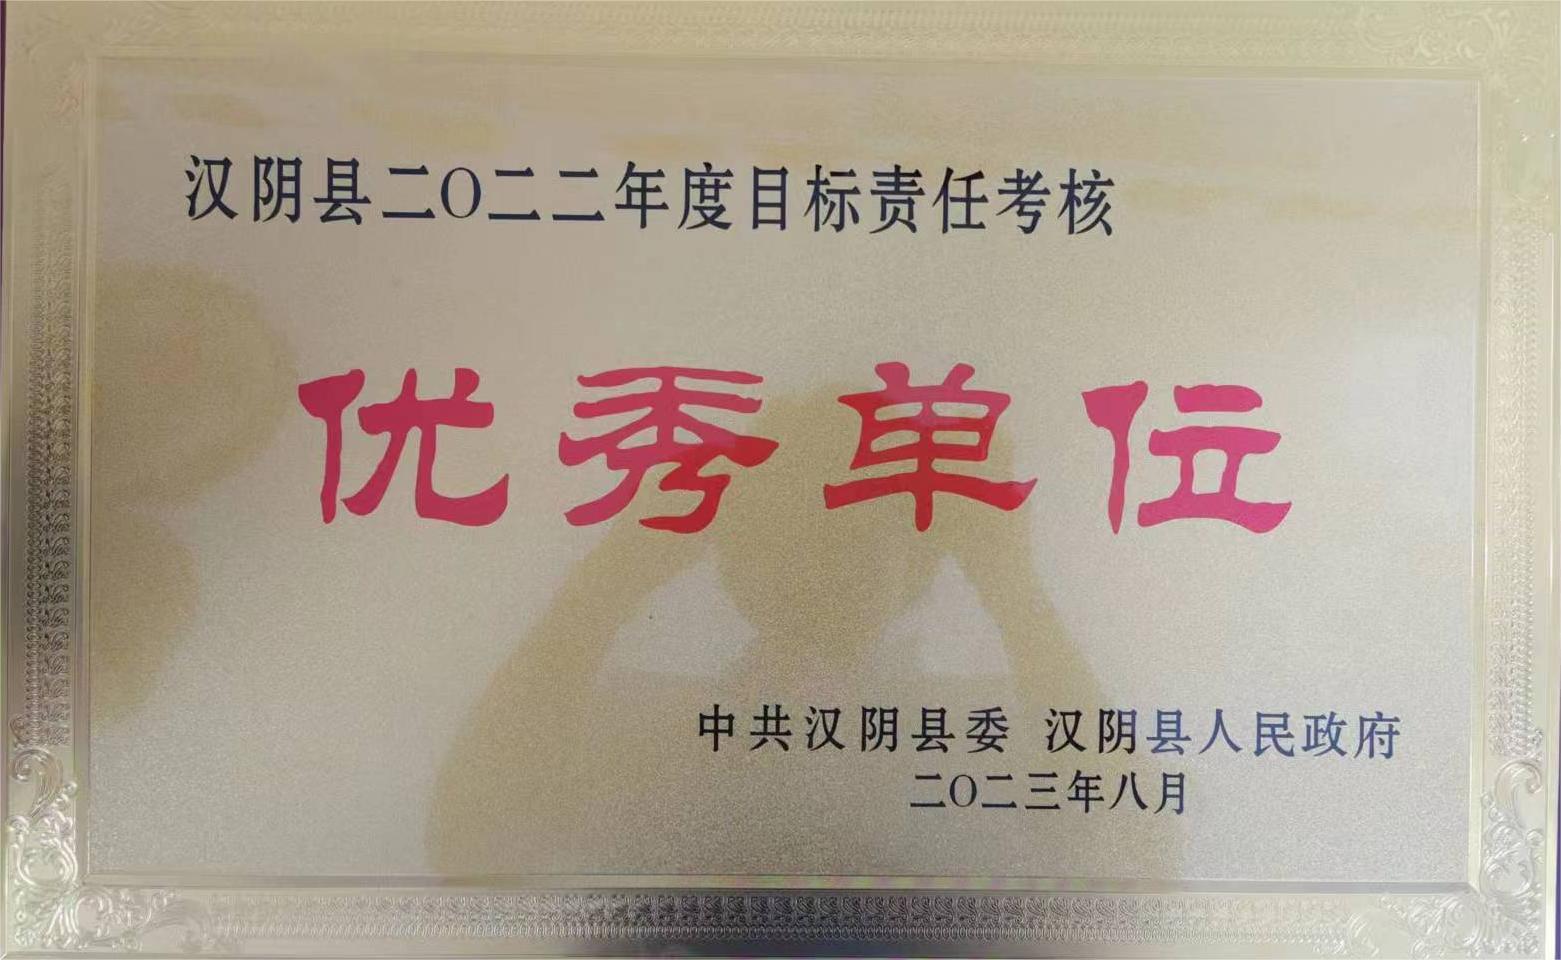 汉阴县二〇二二年度目标责任考核
优秀单位
中共汉阴县委 汉阴县人民政府
二〇二三年八月